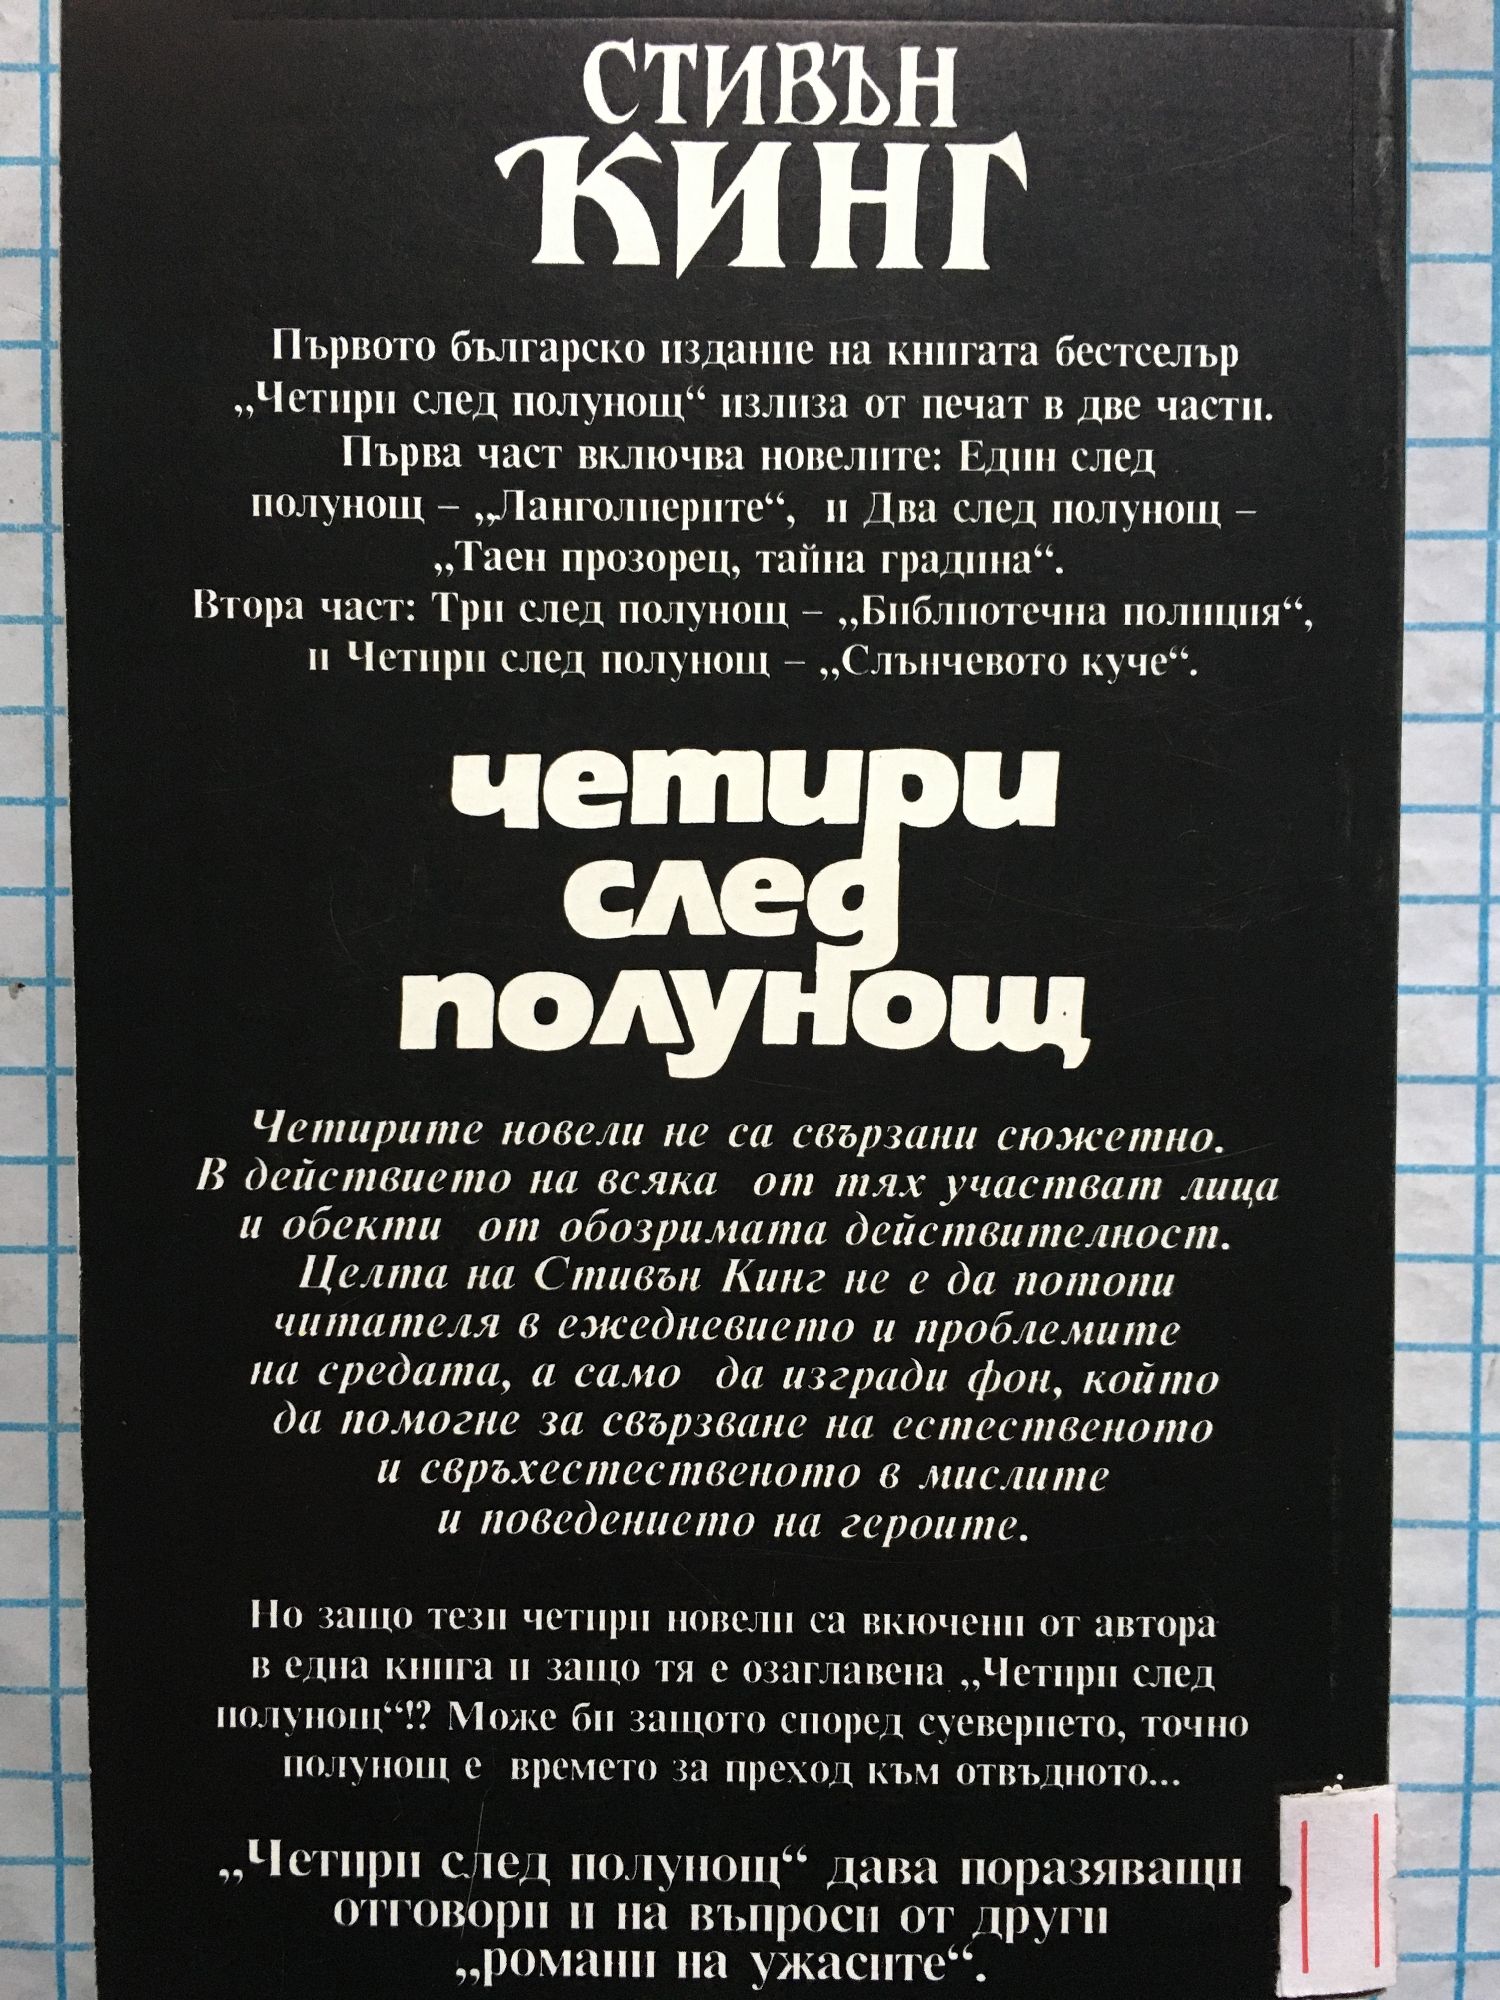 СТИВЪН
КИНГ
Първото българско издание на книгата бестселър
„Четири след полунощ“ излиза от печат в две части.
Първа част включва новелите: Един след
полунощ – „Ланголиерите“, и Два след полунощ –
„Таен прозорец, тайна градина“.
Втора част: Три след полунощ – „Библиотечна полиция“,
и Четири след полунощ – „Слънчевото куче“.
четири
след
полунощ
Четирите новели не са свързани сюжетно.
В действието на всяка от тях участват лица
и обекти от обозримата действителност.
Целта на Стивън Кинг не е да потопи
читателя в ежедневието и проблемите
на средата, а само да изгради фон, който
да помогне за свързване на естественото
и свръхестественото в мислите
и поведението на героите.
Но защо тези четири новели са вкючени от автора
в една книга и защо тя е озаглавена „Четири след
полунощ“!? Може би защото според суеверието, точно
полунощ е времето за преход към отвъдното...
„Четири след полунощ“ дава поразяващи
отговори и на въпроси от други
„романи на ужасите“.